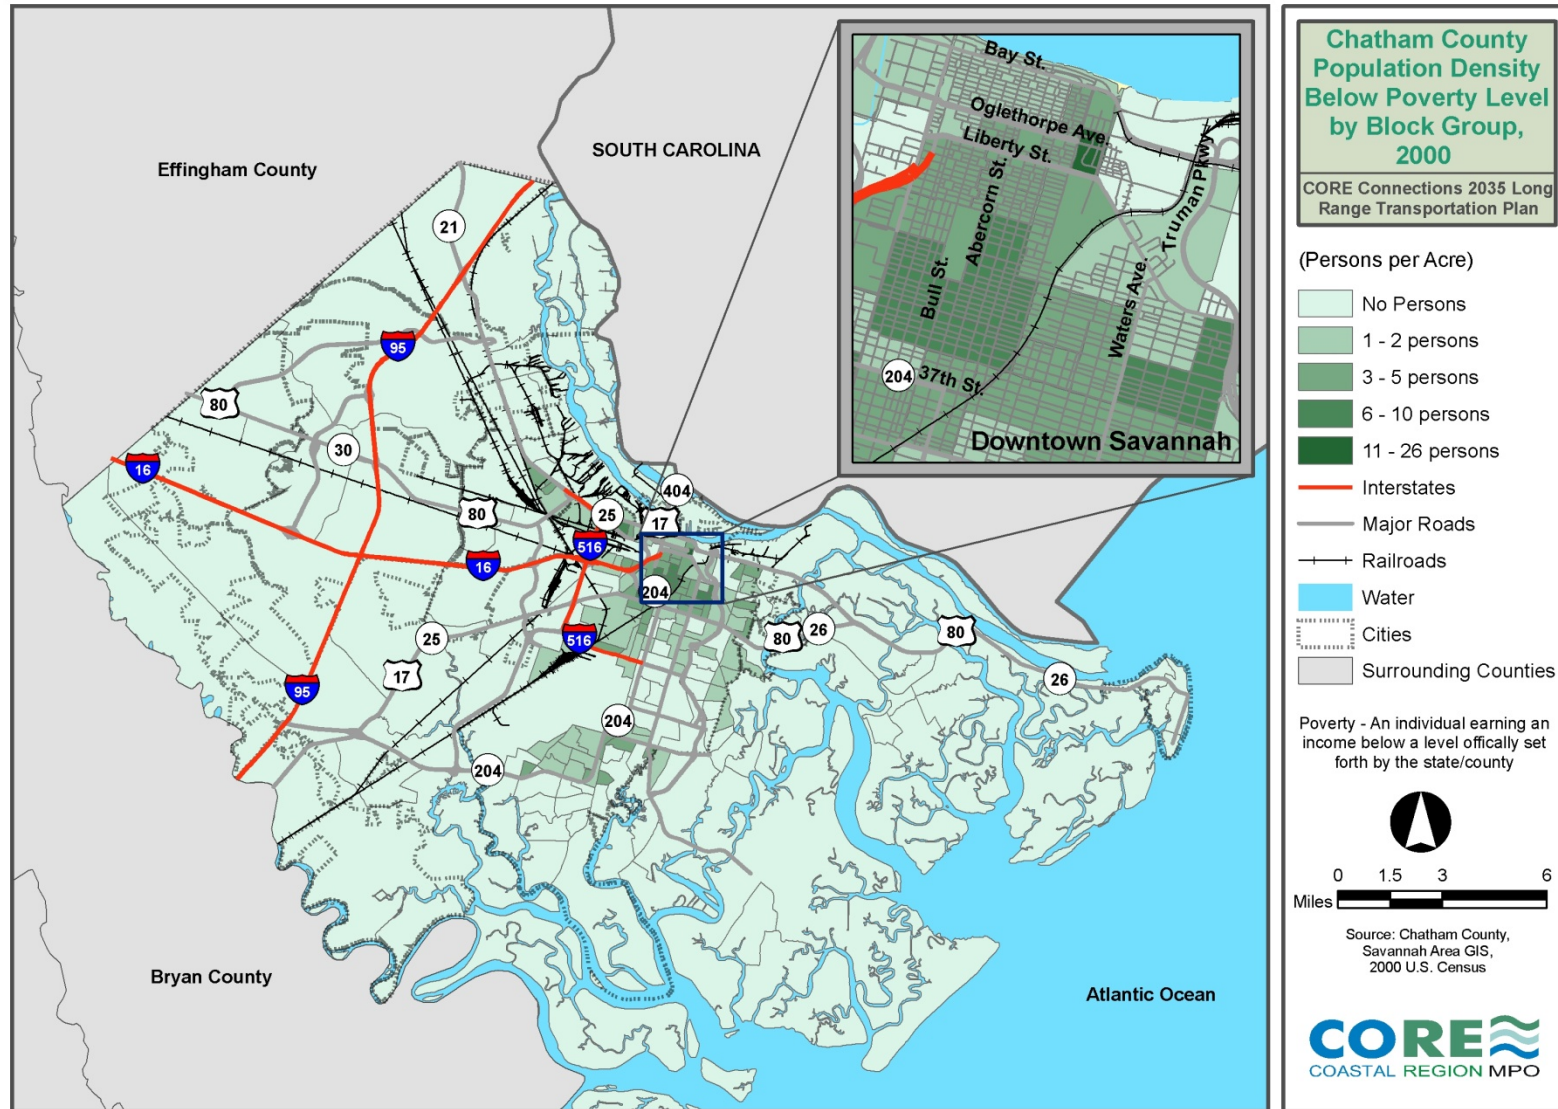 Effingham County
SOUTH CAROLINA
21
95
80
30
16
80
25
404
17
516
16
204
25
516
80
26
80
17
26
95
204
204
Bryan County
Atlantic Ocean
Bay St.
Oglethorpe Ave.
Liberty St.
Abercorn St.
Truman Pkwy
Bull St.
Waters Ave.
204
37th St.
Downtown Savannah
Chatham County
Population Density
Below Poverty Level
by Block Group,
2000
CORE Connections 2035 Long
Range Transportation Plan
(Persons per Acre)
No Persons
1 - 2 persons
3 - 5 persons
6 - 10 persons
11 - 26 persons
Interstates
Major Roads
Railroads
Water
Cities
Surrounding Counties
Poverty - An individual earning an
income below a level offically set
forth by the state/county
0 1.5 3 6
Miles
Source: Chatham County,
Savannah Area GIS,
2000 U.S. Census
CORE
COASTAL REGION MPO